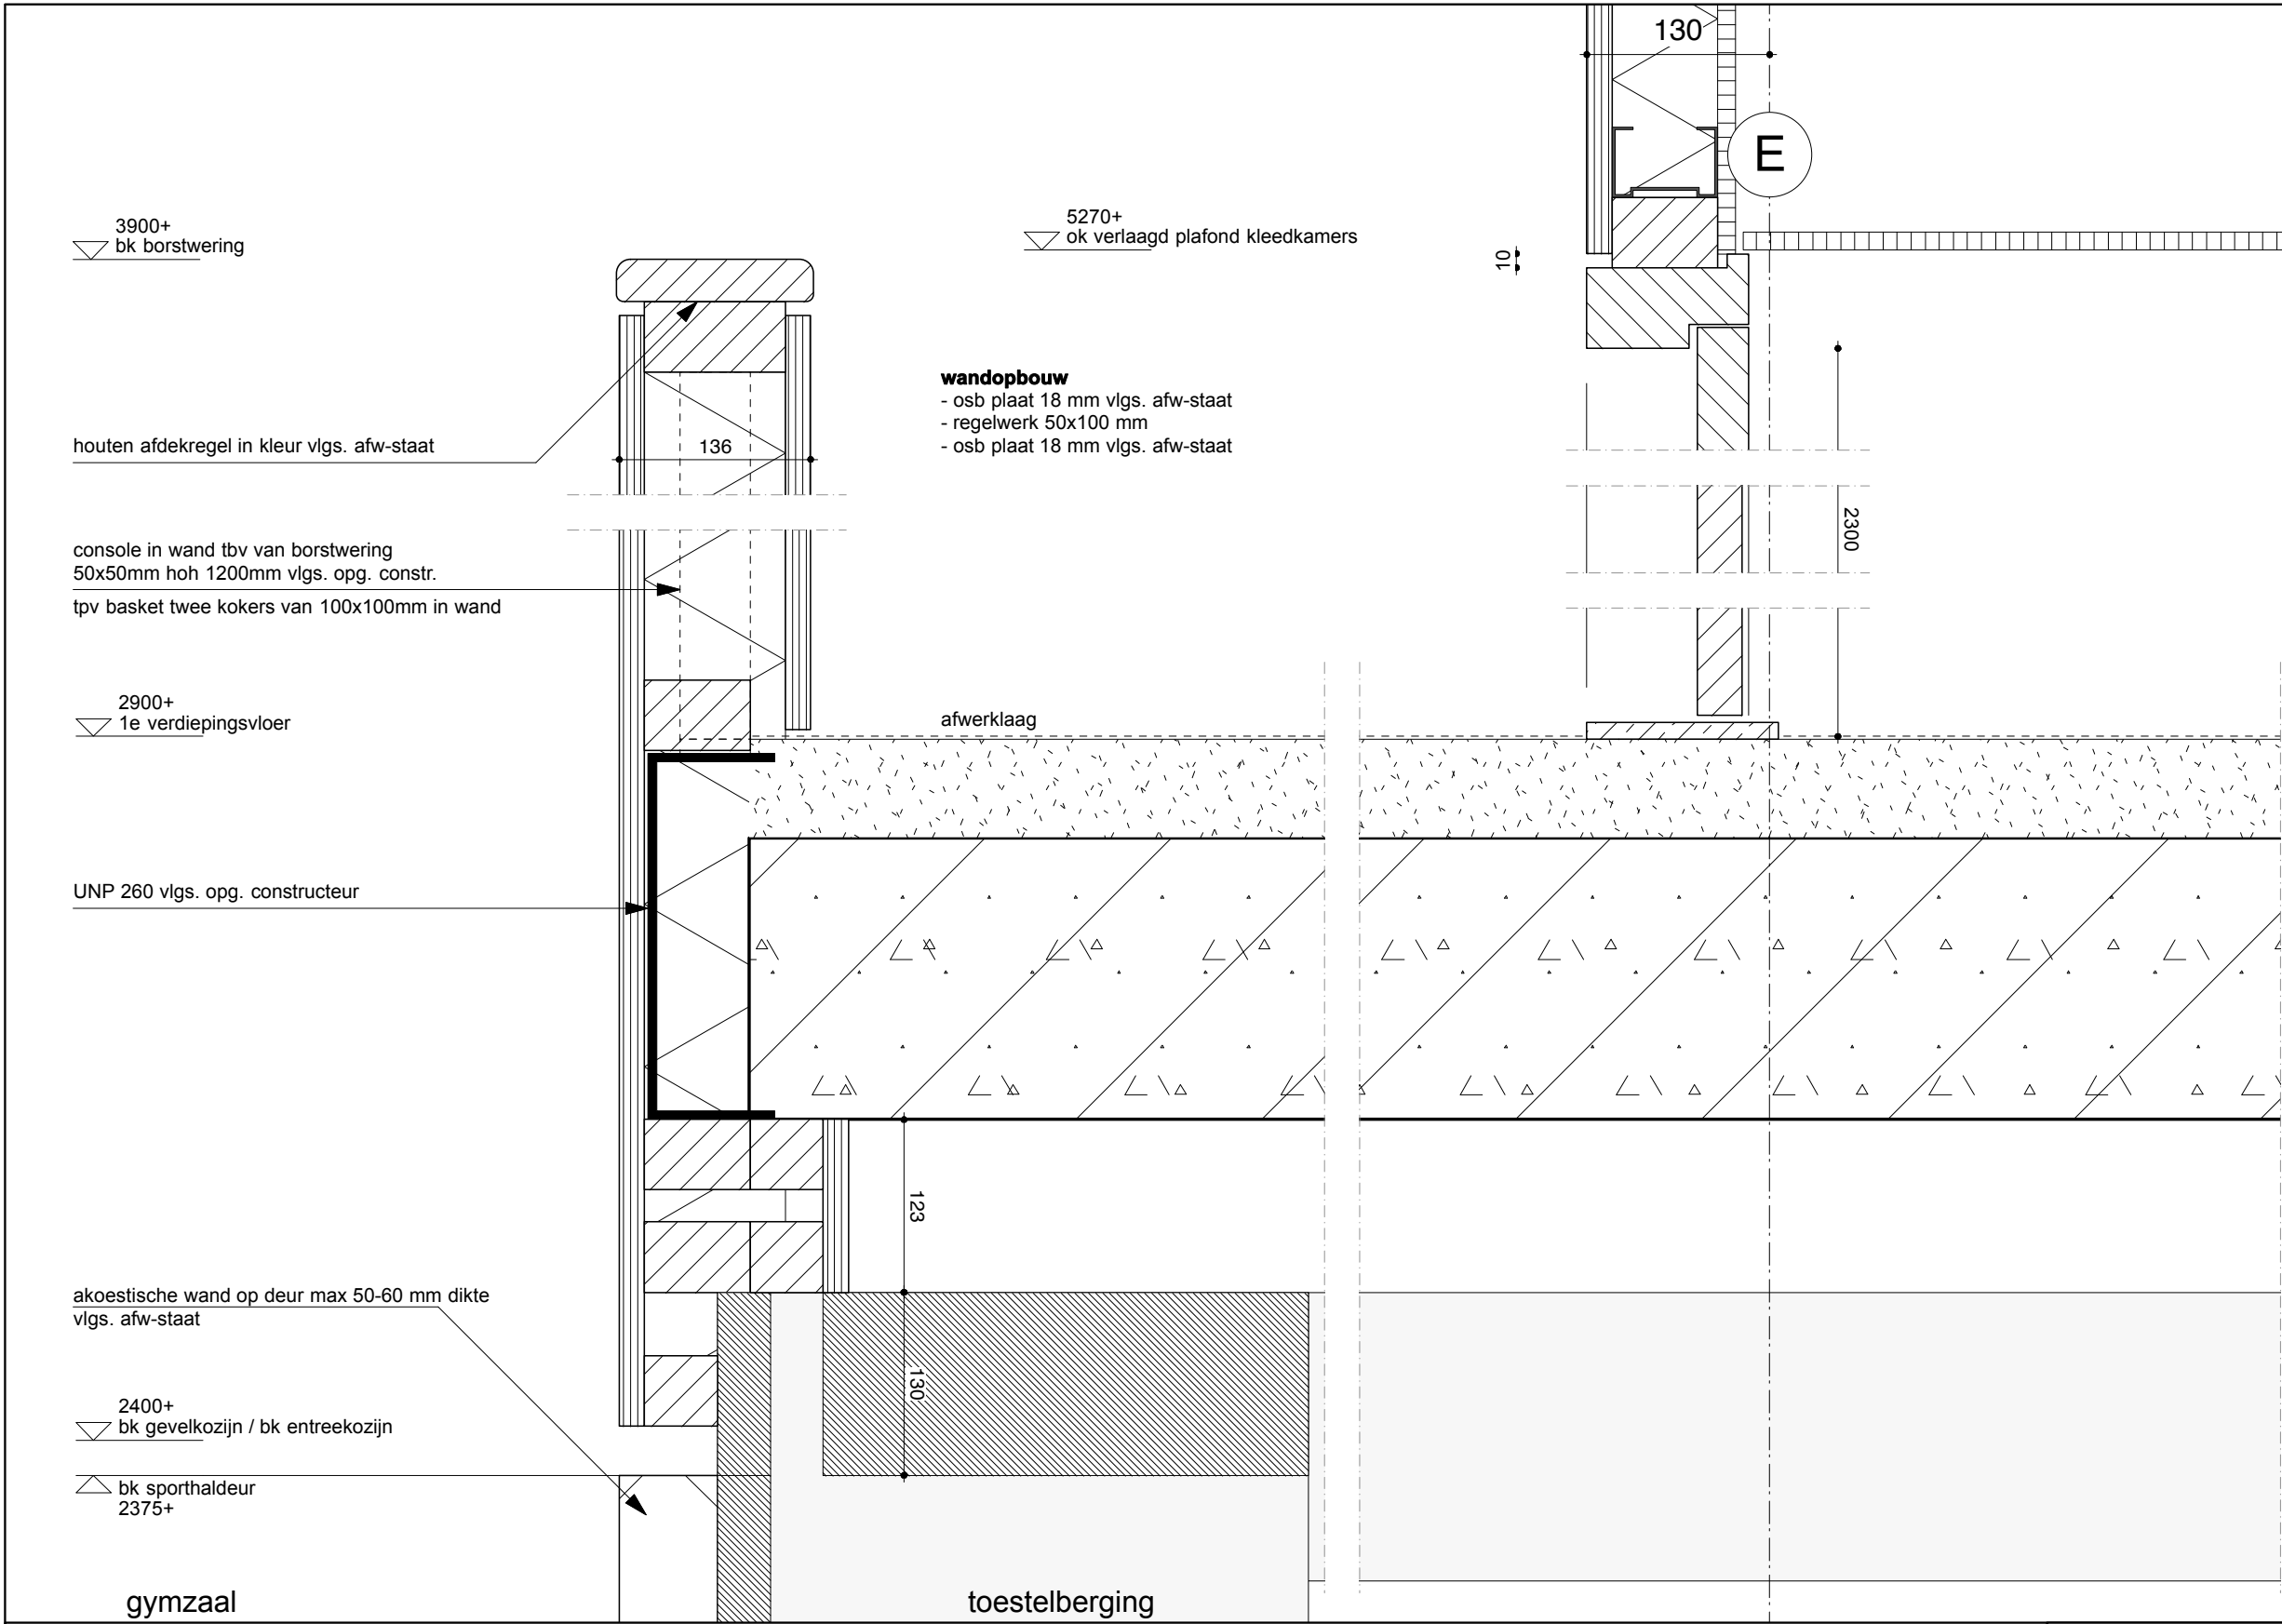 130
E
3900+
bk borstwering
5270+
ok verlaagd plafond kleedkamers
10
wandopbouw
- osb plaat 18 mm vlgs. afw-staat
- regelwerk 50x100 mm
- osb plaat 18 mm vlgs. afw-staat
houten afdekregel in kleur vlgs. afw-staat
136
console in wand tbv van borstwering
50x50mm hoh 1200mm vlgs. opg. constr.
tpv basket twee kokers van 100x100mm in wand
2300
2900+
1e verdiepingsvloer
afwerklaag
UNP 260 vlgs. opg. constructeur
123
akoestische wand op deur max 50-60 mm dikte
vlgs. afw-staat
130
2400+
bk gevelkozijn / bk entreekozijn
bk sporthaldeur
2375+
gymzaal
toestelberging